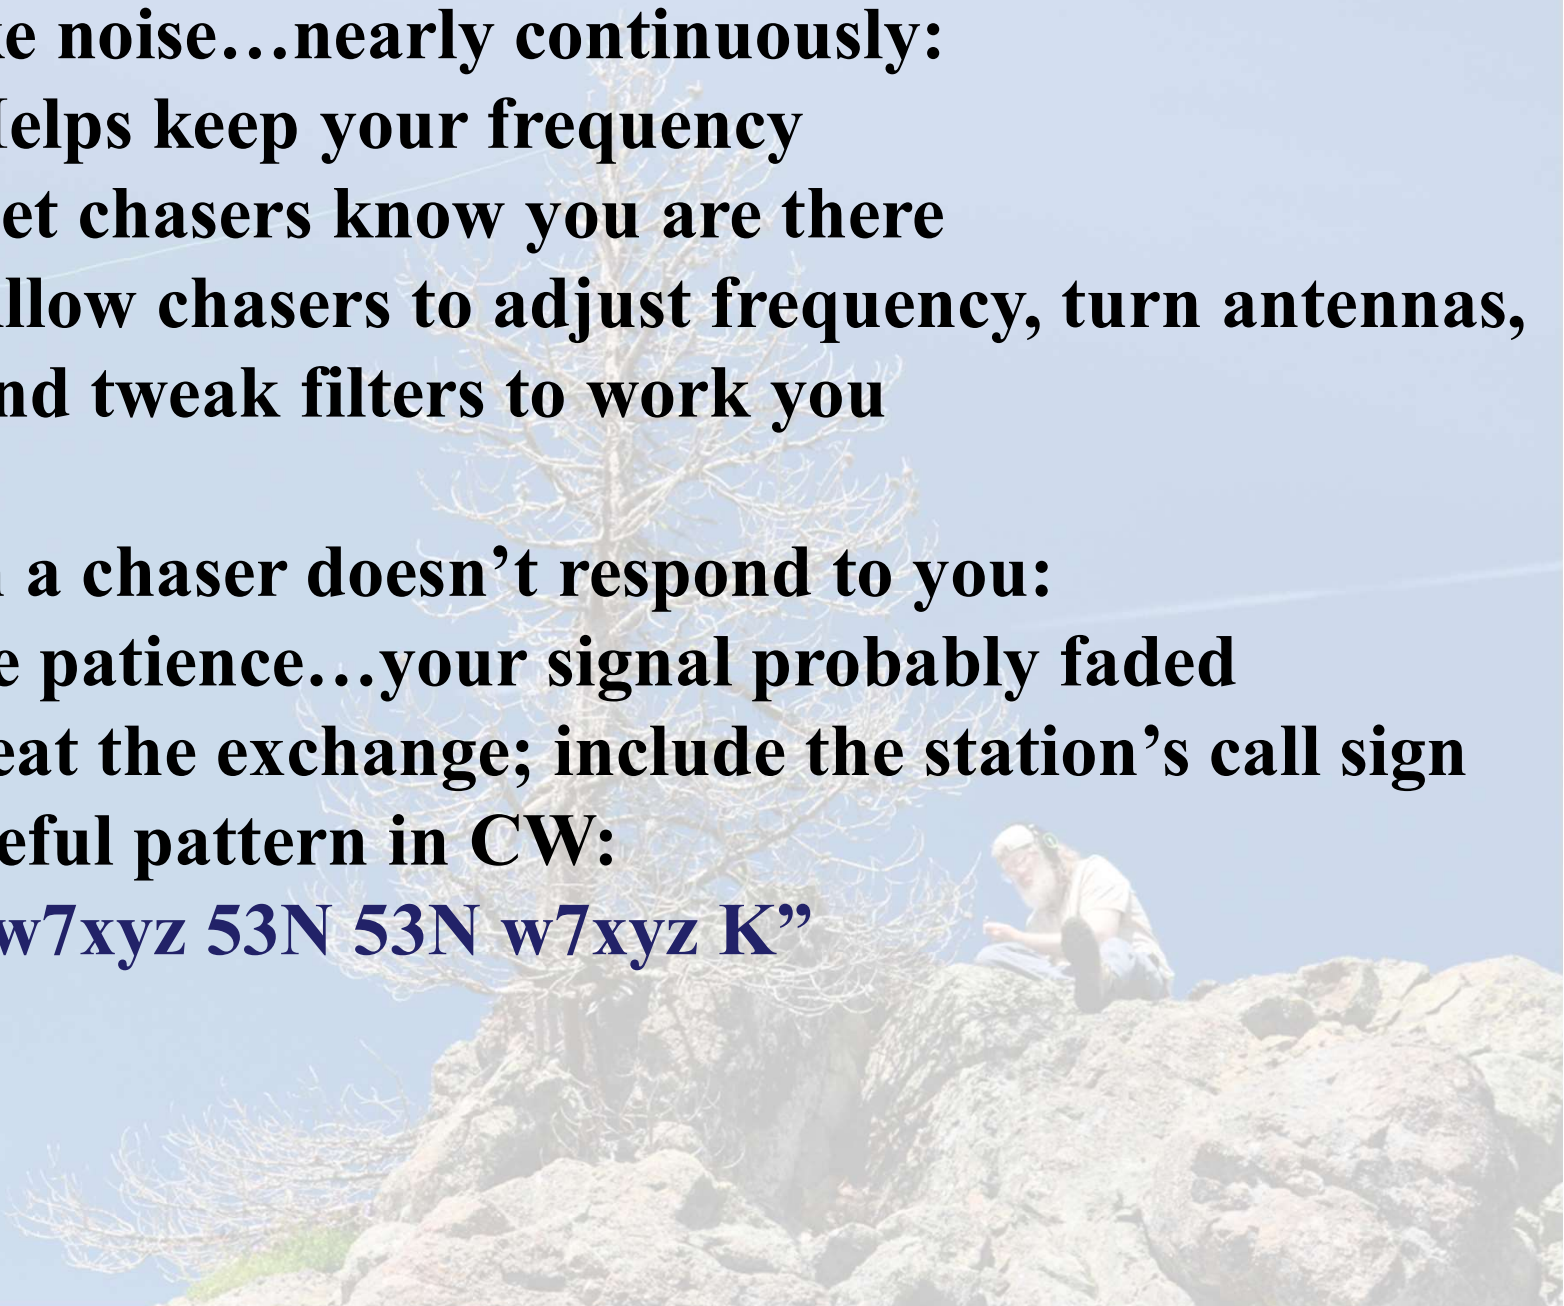 ke noise…nearly continuously:
elps keep your frequency
et chasers know you are there
llow chasers to adjust frequency, turn antennas,
nd tweak filters to work you
a chaser doesn’t respond to you:
e patience…your signal probably faded
eat the exchange; include the station’s call sign
eful pattern in CW:
w7xyz 53N 53N w7xyz K”